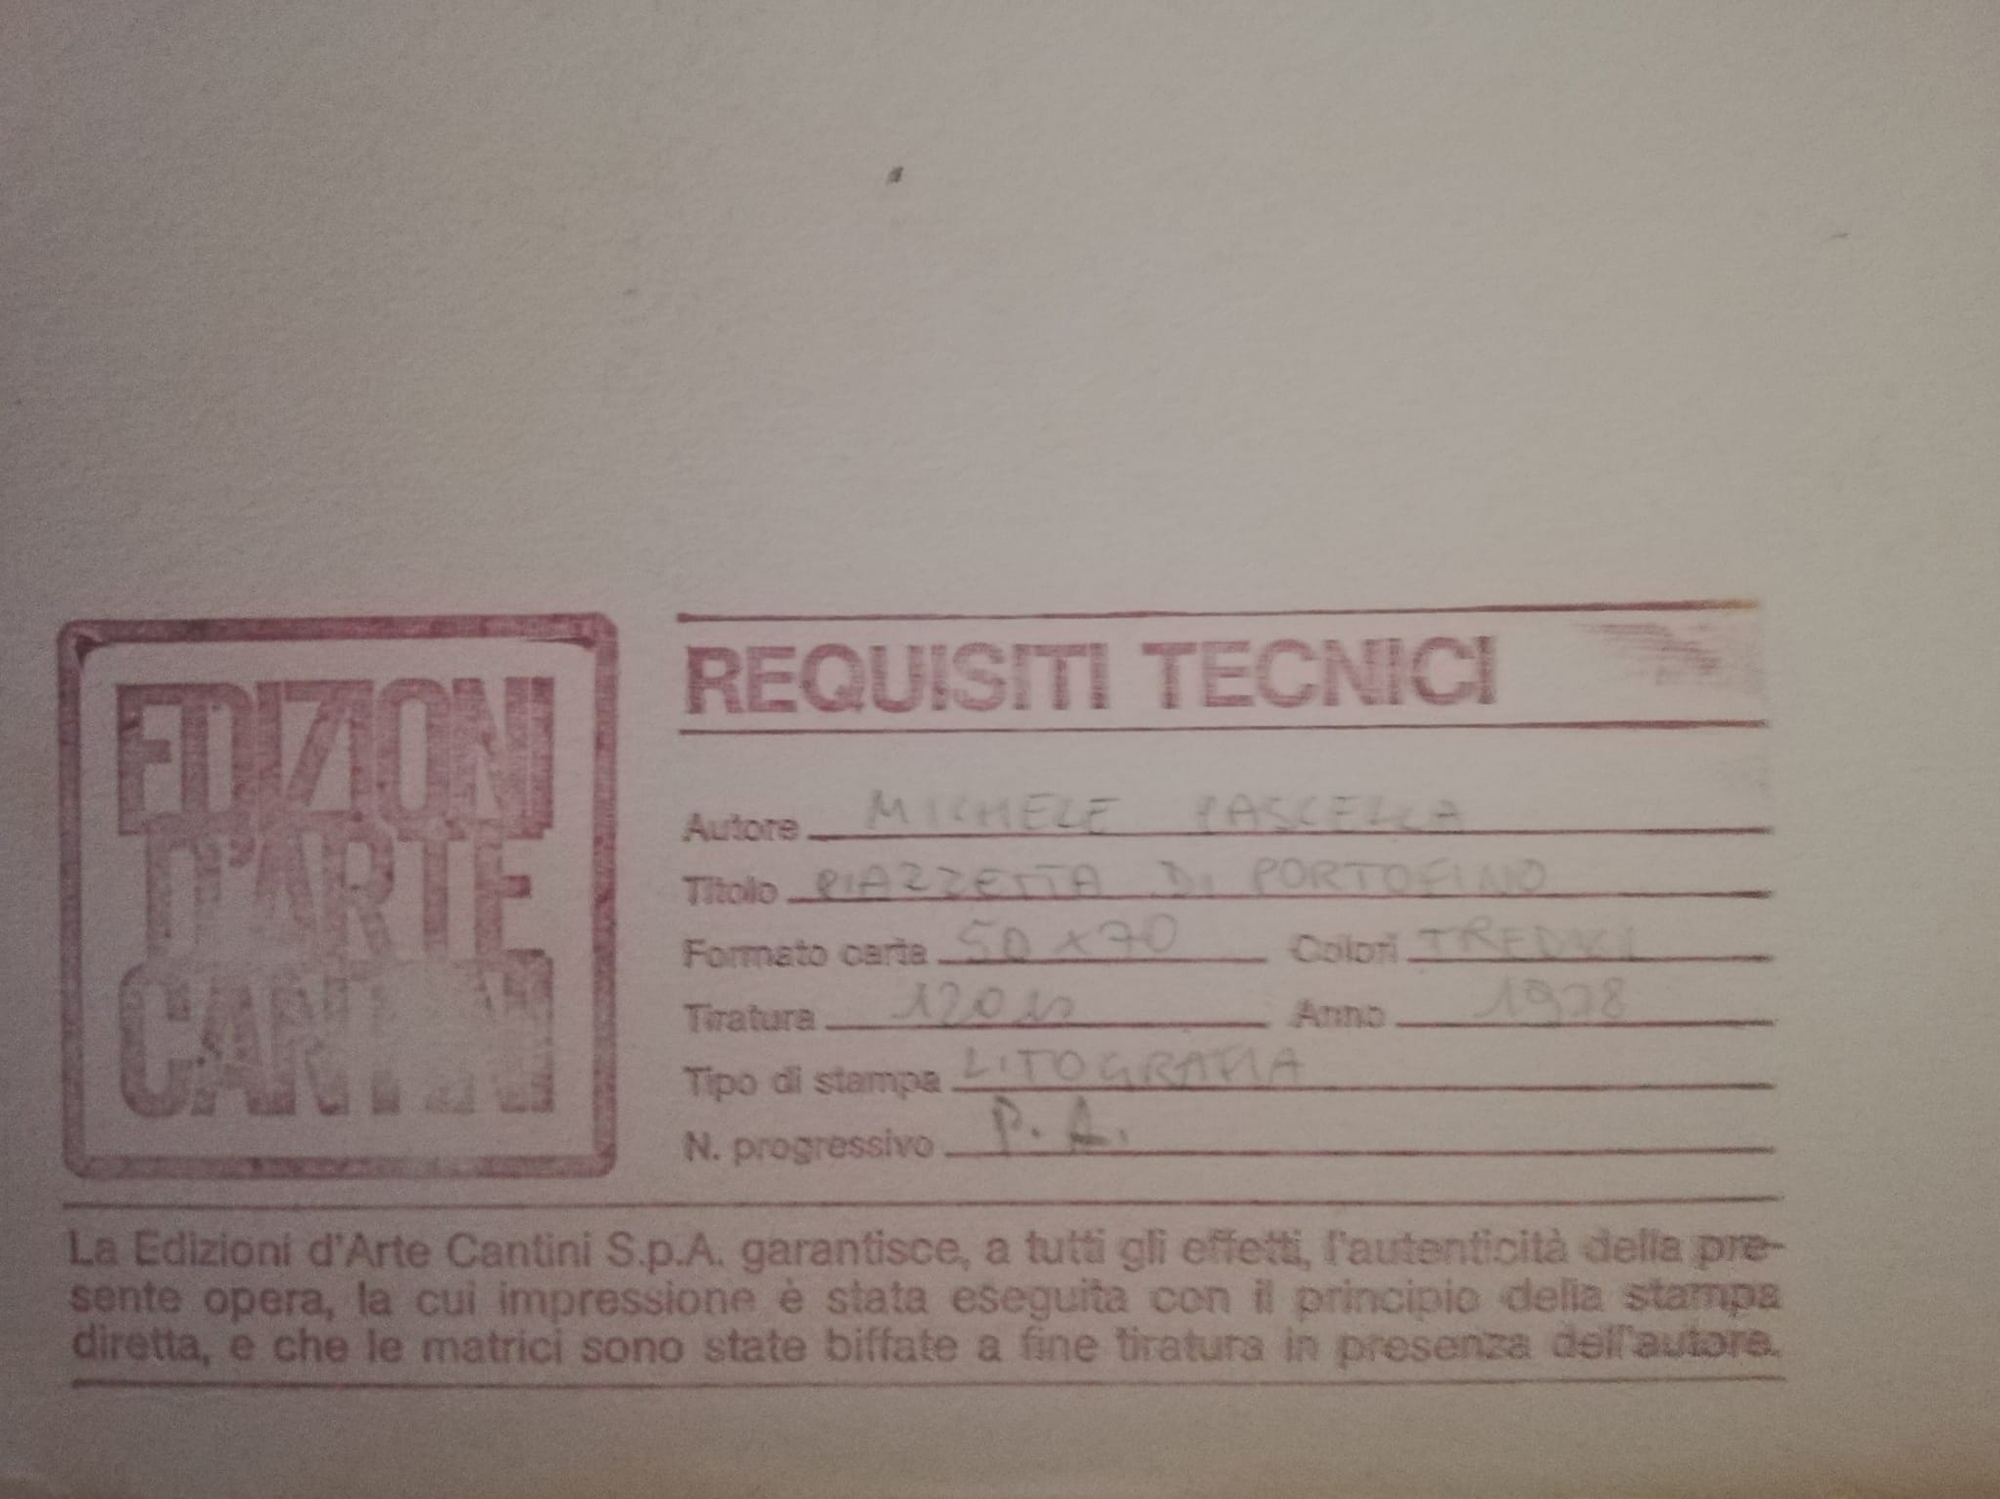 EDIZIONI
D'ARTE
CANTINI
REQUISITI TECNICI
Autore MICHELE CASCELLA
Titolo PIAZZETTA DI PORTOFINO
Formato carta 50 x 70 Colori TREDICI
Tiratura Anno 1978
Tipo di stampa LITOGRAFIA
N. progressivo P. A.
La Edizioni d'Arte Cantini S.p.A. garantisce, a tutti gli effetti, l'autenticità della pre-
sente opera, la cui impressione è stata eseguita con il principio della stampa
diretta, e che le matrici sono state biffate a fine tiratura in presenza dell'autore.